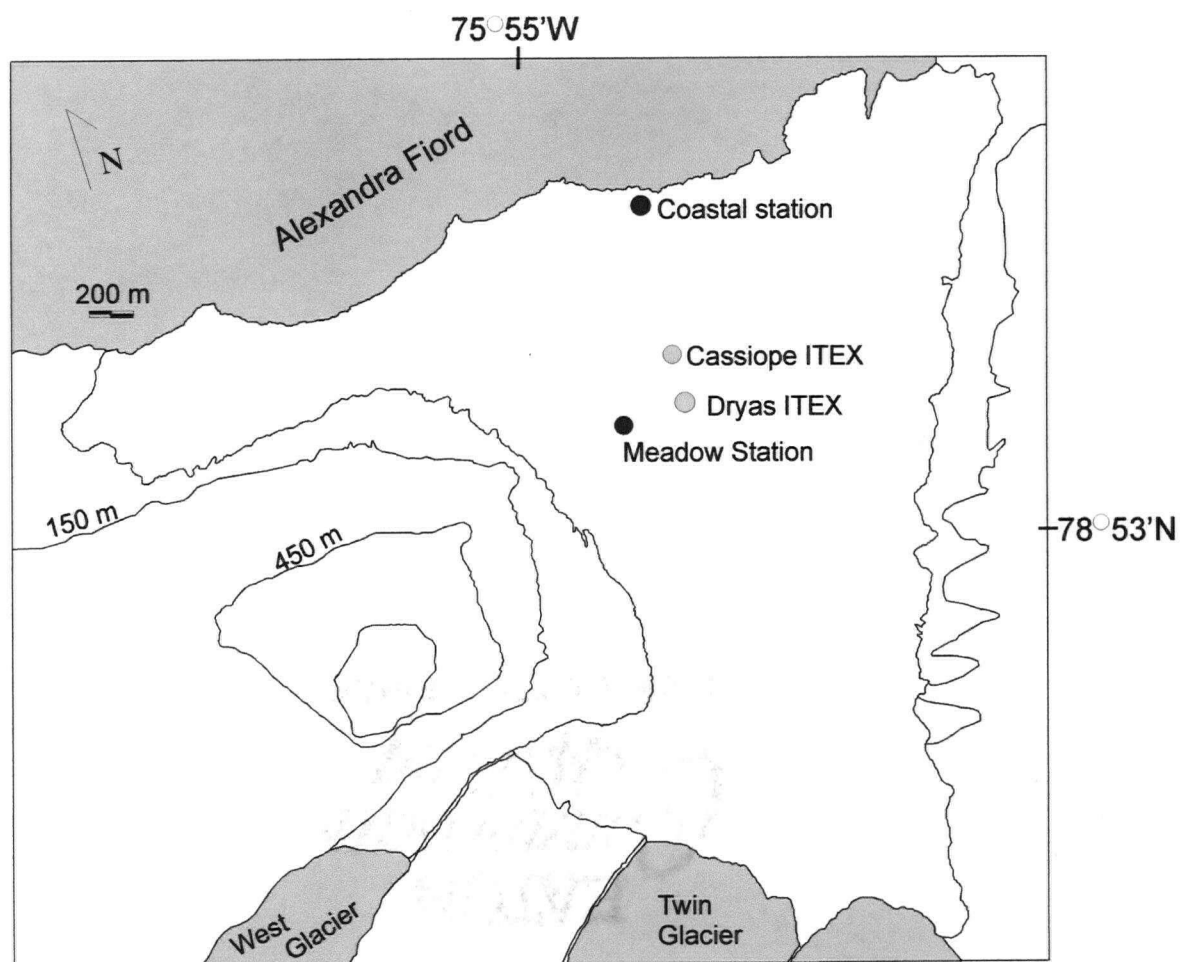 75°55'W
N
Alexandra Fiord
Coastal station
200 m
Cassiope ITEX
Dryas ITEX
Meadow Station
150 m
450 m
78°53'N
West
Glacier
Twin
Glacier